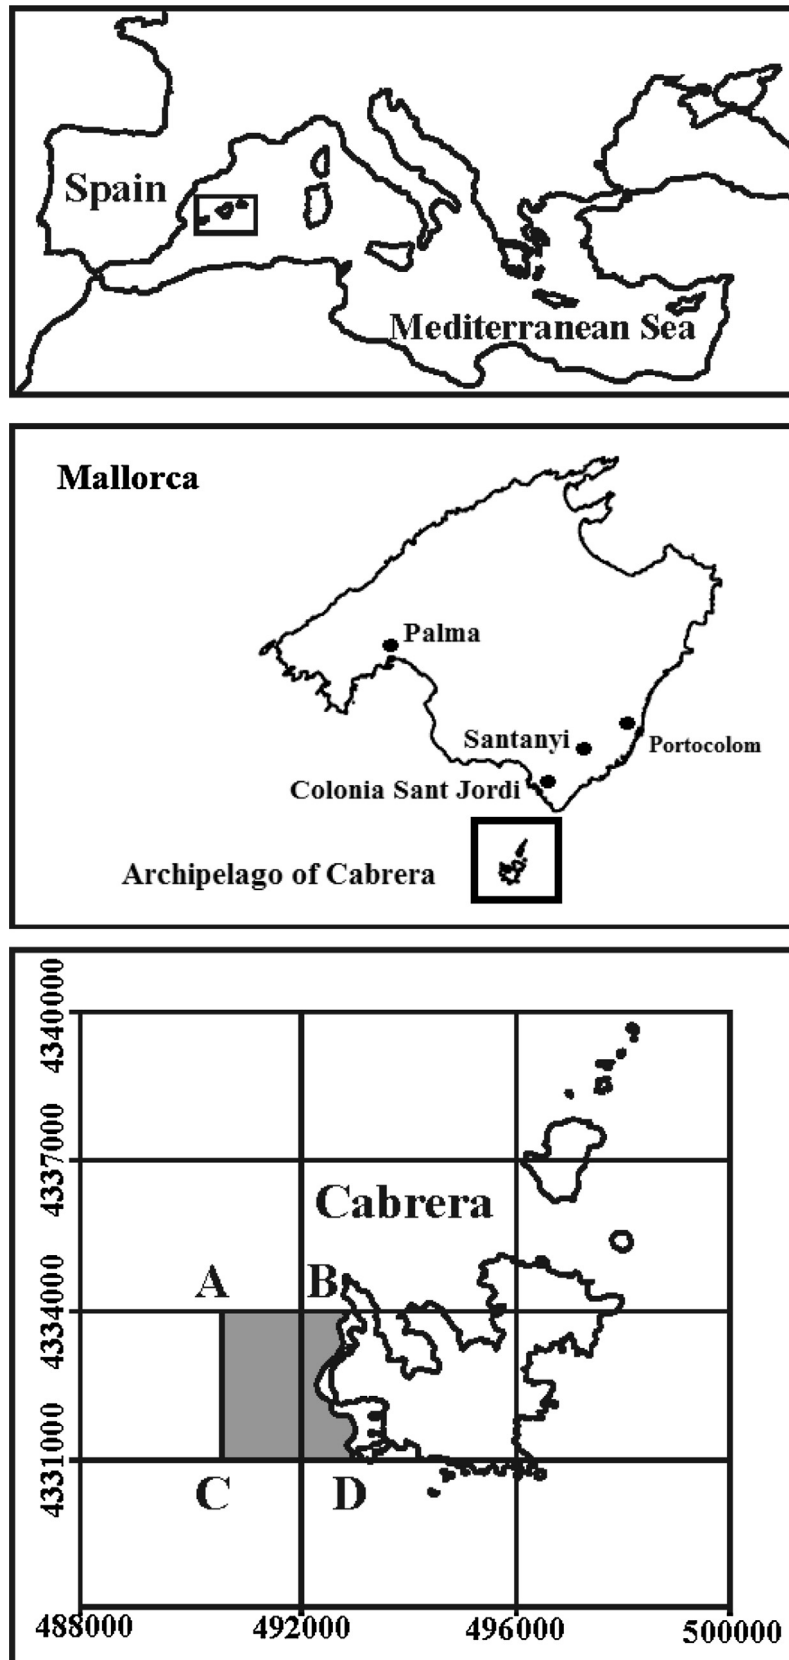 Spain
Mediterranean Sea
Mallorca
Palma
Santanyi
Portocolom
Colonia Sant Jordi
Archipelago of Cabrera
4340000
4337000
Cabrera
A
B
4334000
4331000
C
D
488000
492000
496000
500000